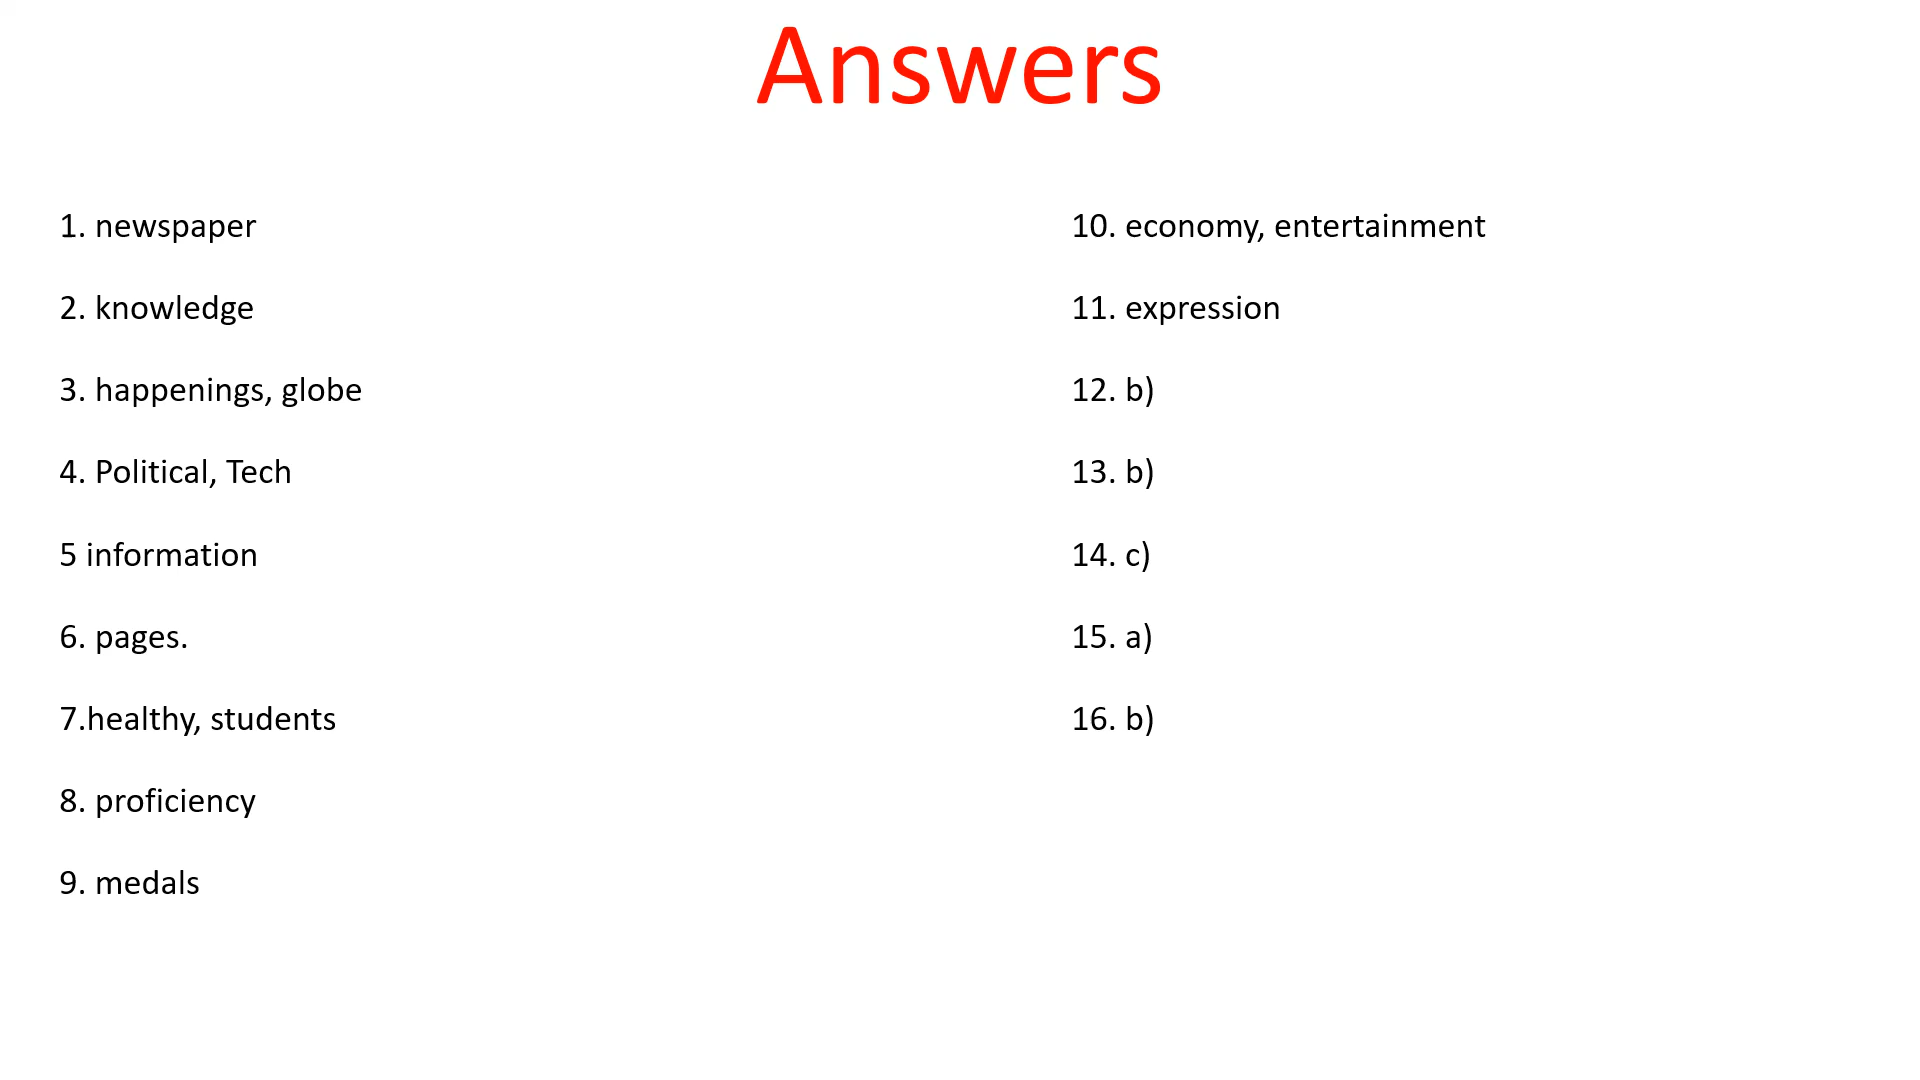 Answers
1. newspaper
2. knowledge
3. happenings, globe
4. Political, Tech
5 information
6. pages.
7.healthy, students
8. proficiency
9. medals
10. economy, entertainment
11. expression
12. b)
13. b)
14. c)
15. a)
16. b)